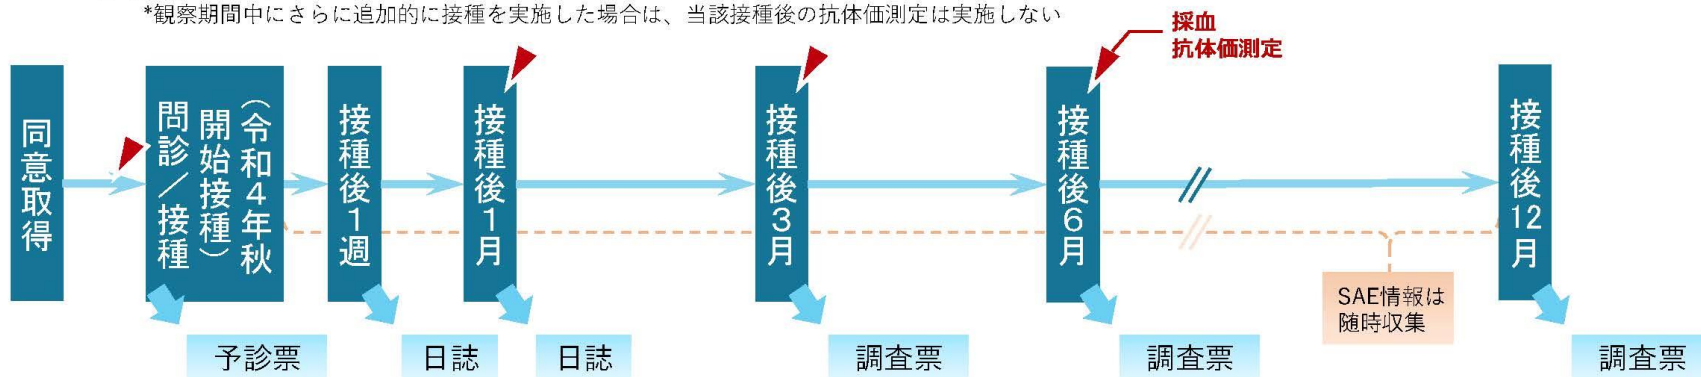 *観察期間中にさらに追加的に接種を実施した場合は、当該接種後の抗体価測定は実施しない
採血
抗体価測定
同意取得
(令和4年秋
開始接種)
問診/接種
接種後1週
接種後1月
接種後3月
接種後6月
接種後12月
SAE情報は
随時収集
予診票
日誌
日誌
調査票
調査票
調査票